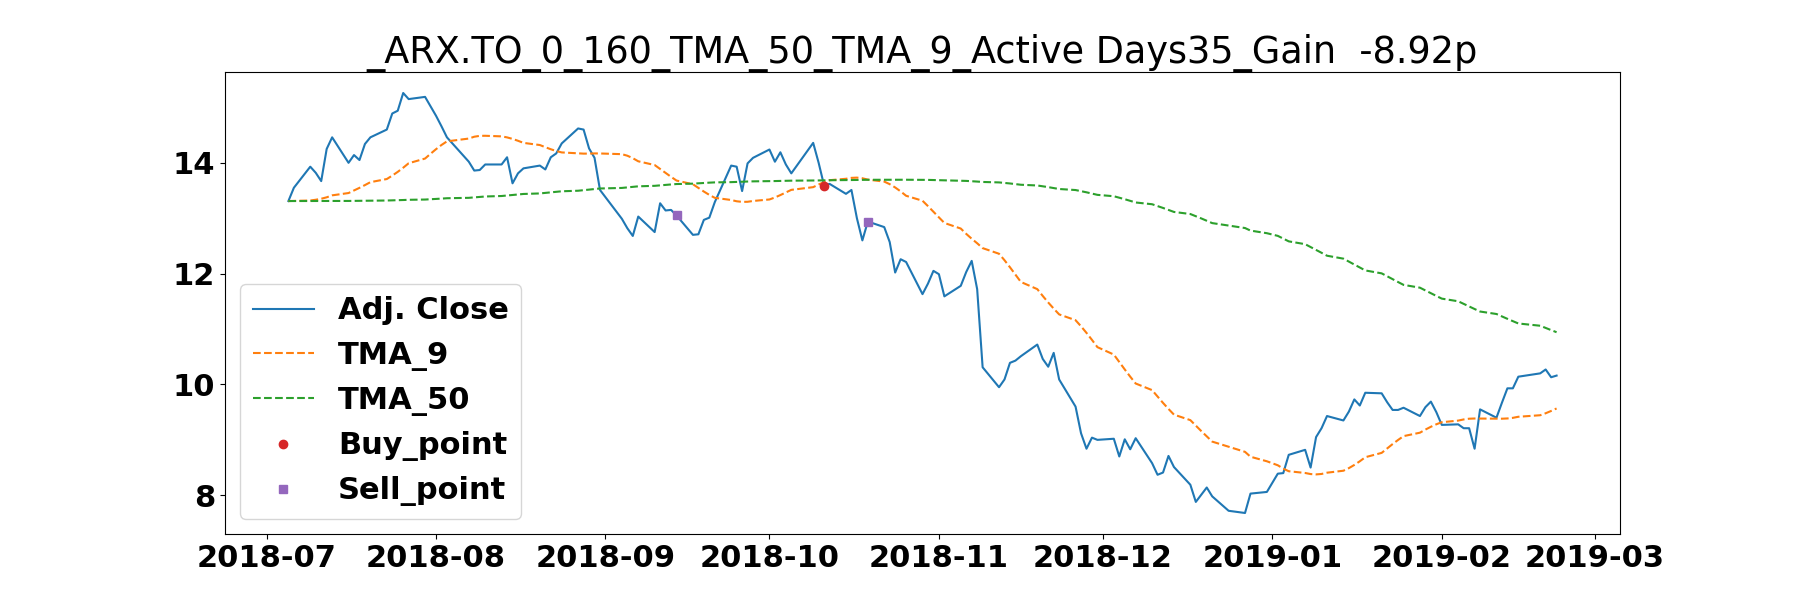 _ARX.TO_0_160_TMA_50_TMA_9_Active Days35_Gain  -8.92p
14
12
10
8
Adj. Close
TMA_9
TMA_50
Buy_point
Sell_point
2018-07 2018-08 2018-09 2018-10 2018-11 2018-12 2019-01 2019-02 2019-03